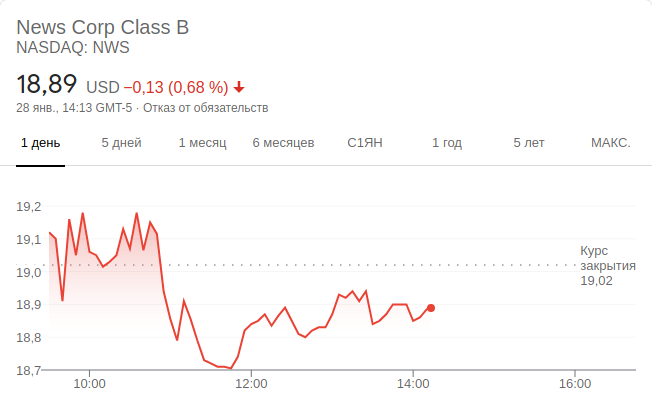 News Corp Class B
NASDAQ: NWS
18,89 USD −0,13 (0,68 %)
28 янв., 14:13 GMT-5 · Отказ от обязательств
1 день 5 дней 1 месяц 6 месяцев С1ЯН 1 год 5 лет МАКС.
19,2
19,1
19,0
18,9
18,8
18,7
Курс
закрытия
19,02
10:00 12:00 14:00 16:00